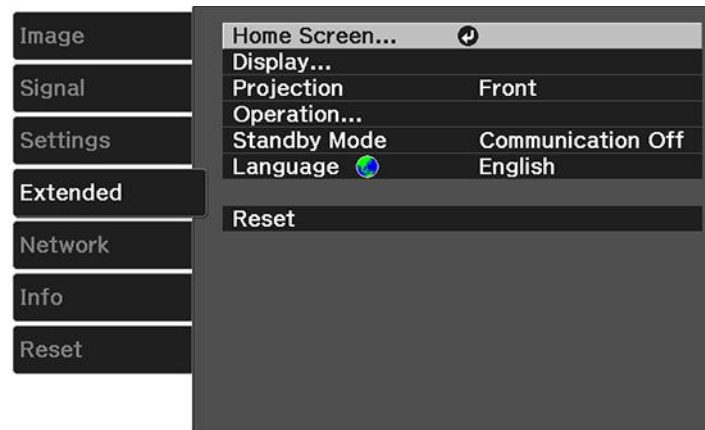 Image
Signal
Settings
Extended
Network
Info
Reset
Home Screen...
Display...
Projection Front
Operation...
Standby Mode Communication Off
Language English
Reset